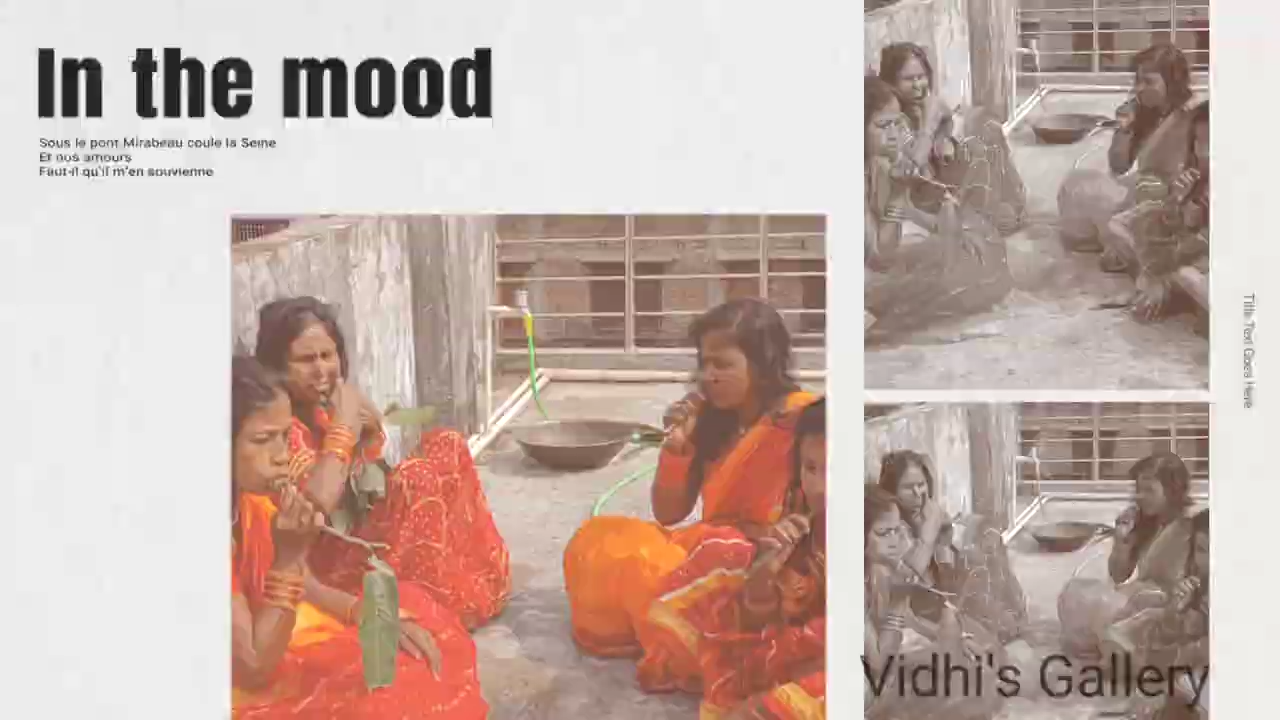 In the mood
Sous le pont Mirabeau coule la Seine
Et nos amours
Faut-il qu'il m'en souvienne
Title Text Goes Here
Vidhi's Gallery